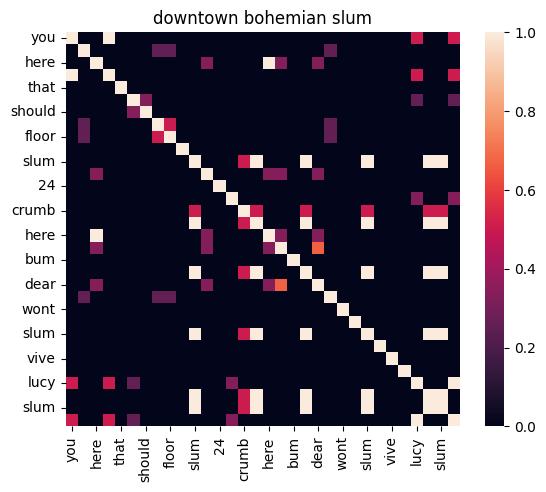 downtown bohemian slum
you
here
that
should
floor
slum
24
crumb
here
bum
dear
wont
slum
vive
lucy
slum
1.0
0.8
0.6
0.4
0.2
0.0
you
here
that
should
floor
slum
24
crumb
here
bum
dear
wont
slum
vive
lucy
slum